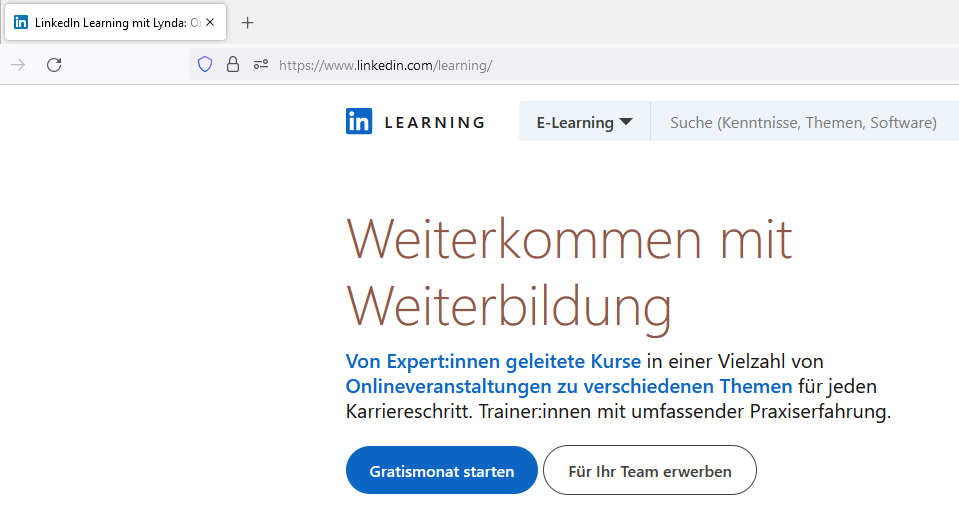 LinkedIn Learning mit Lynda: On
https://www.linkedin.com/learning/
in LEARNING
E-Learning
Suche (Kenntnisse, Themen, Software)
Weiterkommen mit
Weiterbildung
Von Expert:innen geleitete Kurse in einer Vielzahl von
Onlineveranstaltungen zu verschiedenen Themen für jeden
Karriereschritt. Trainer:innen mit umfassender Praxiserfahrung.
Gratismonat starten
Für Ihr Team erwerben